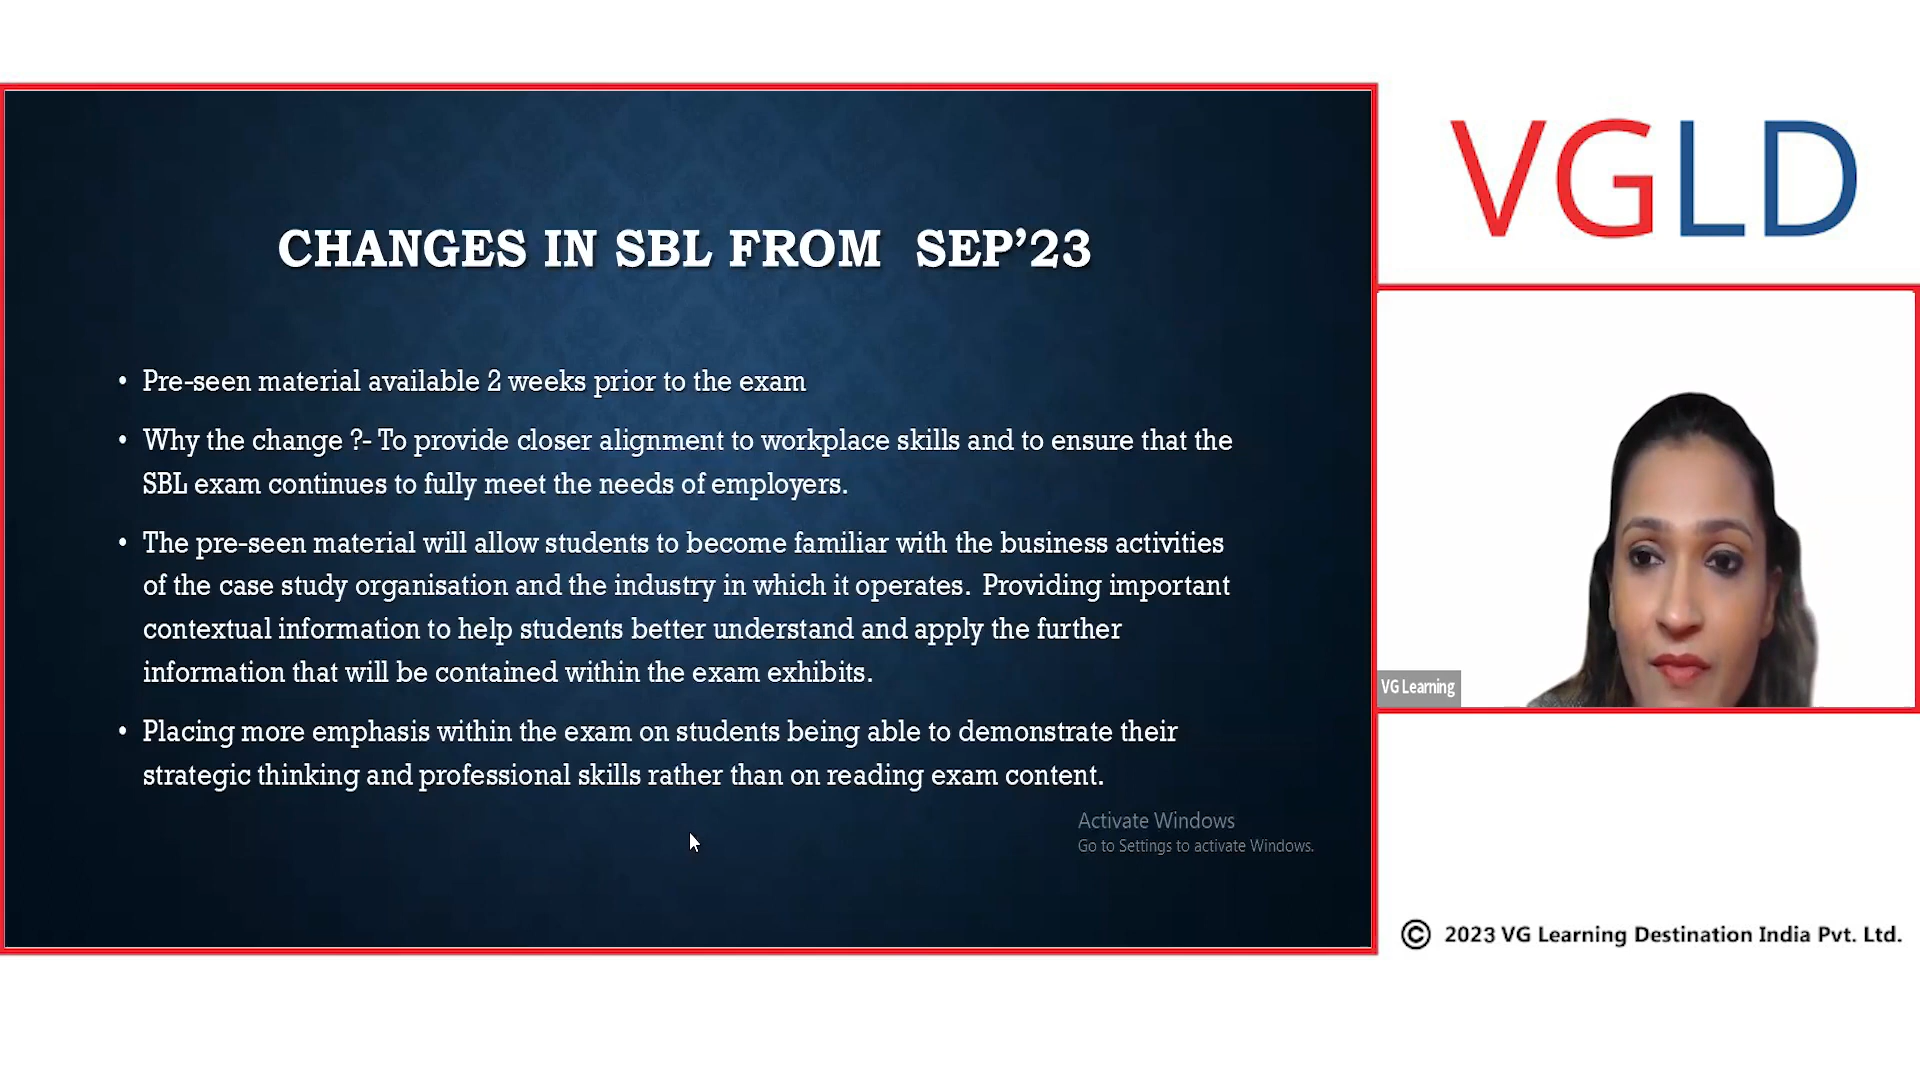 CHANGES IN SBL FROM SEP’23
• Pre-seen material available 2 weeks prior to the exam
• Why the change ?- To provide closer alignment to workplace skills and to ensure that the
SBL exam continues to fully meet the needs of employers.
• The pre-seen material will allow students to become familiar with the business activities
of the case study organisation and the industry in which it operates. Providing important
contextual information to help students better understand and apply the further
information that will be contained within the exam exhibits.
• Placing more emphasis within the exam on students being able to demonstrate their
strategic thinking and professional skills rather than on reading exam content.
Activate Windows
Go to Settings to activate Windows.
VGLD
VG Learning
© 2023 VG Learning Destination India Pvt. Ltd.